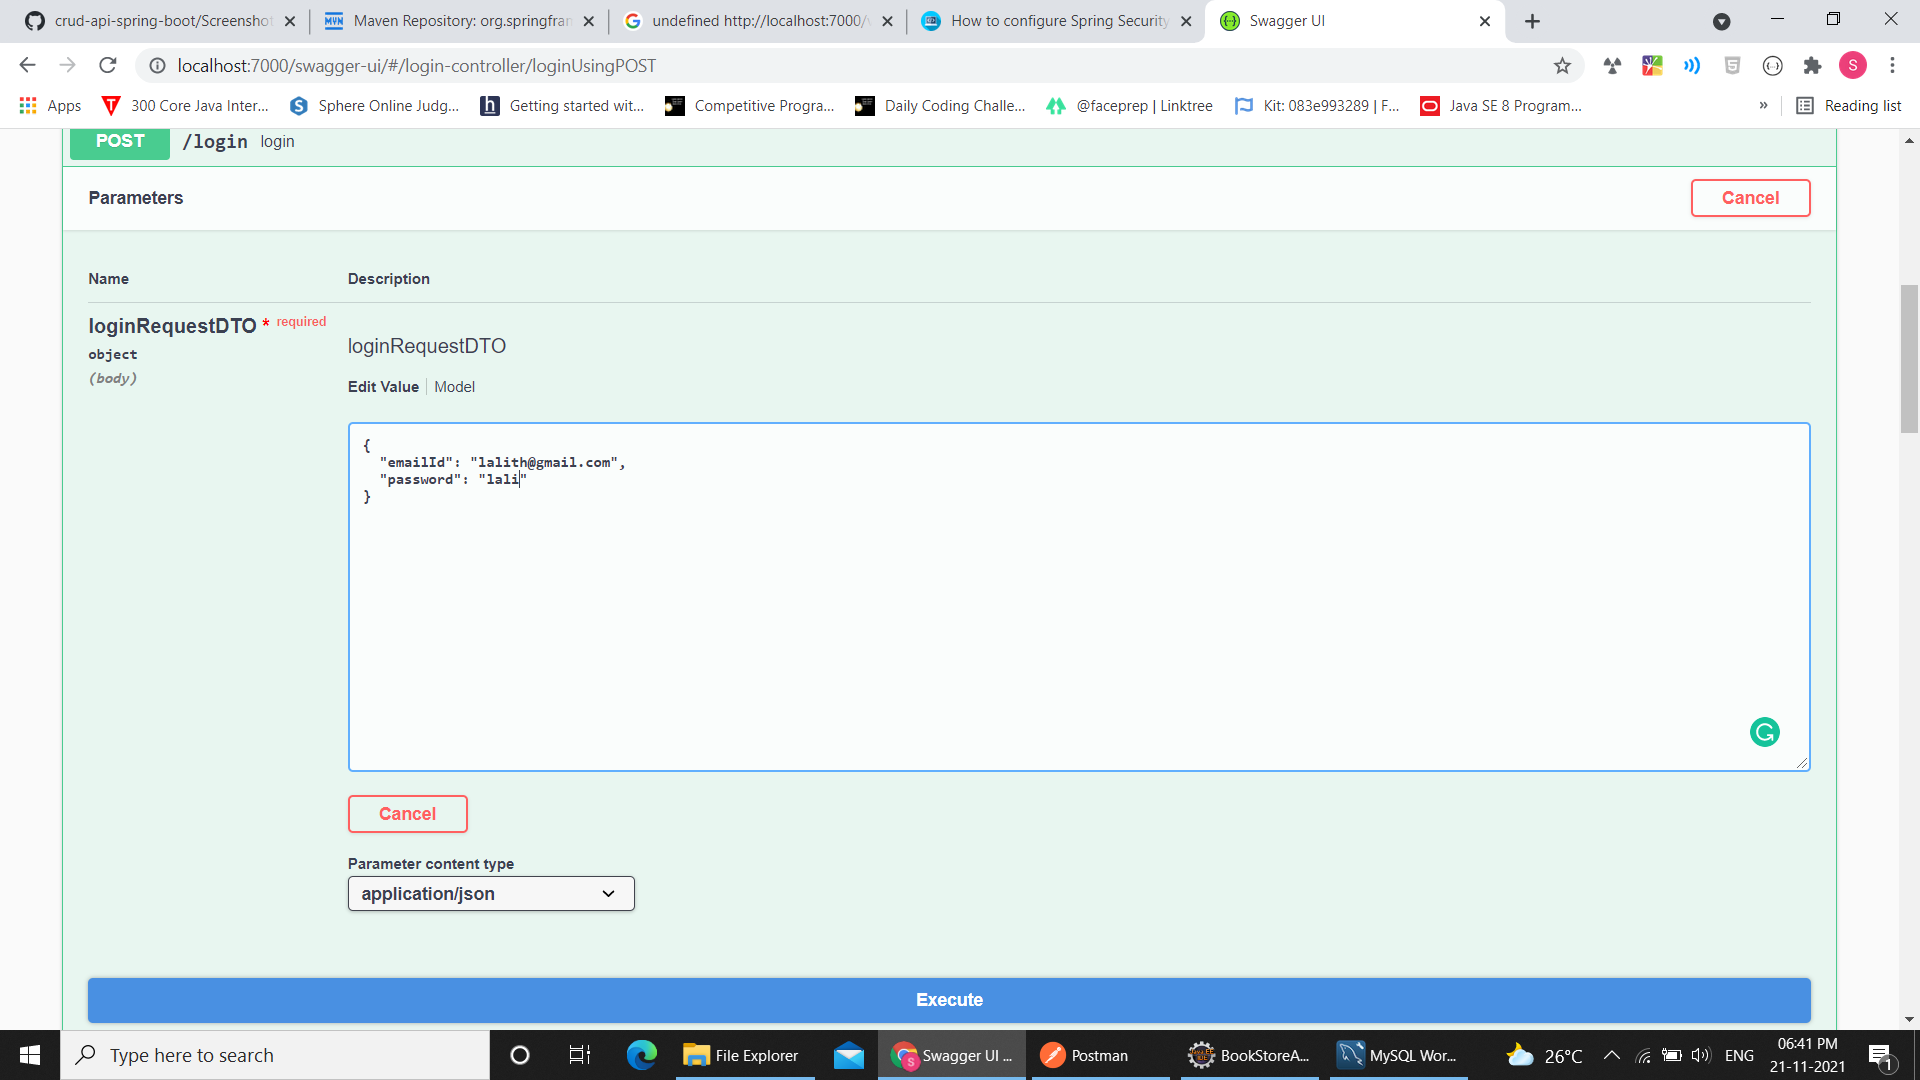 crud-api-spring-boot/Screenshot
Maven Repository: org.springfran
undefined http://localhost:7000/
How to configure Spring Security
Swagger UI
localhost:7000/swagger-ui/#/login-controller/loginUsingPOST
S
Apps
300 Core Java Inter...
Sphere Online Judg...
Getting started wit...
Competitive Progra...
Daily Coding Challe...
@faceprep | Linktree
Kit: 083e993289 | F...
Java SE 8 Program...
»
Reading list
POST /login login
Parameters
Cancel
Name Description
loginRequestDTO * required
object
(body)
loginRequestDTO
Edit Value | Model
{
"emailId": "lalith@gmail.com",
"password": "lali"
}
Cancel
Parameter content type
application/json
Execute
Type here to search
File Explorer
Swagger UI ...
Postman
BookStoreA...
MySQL Wor...
26°C
ENG
06:41 PM
21-11-2021
1